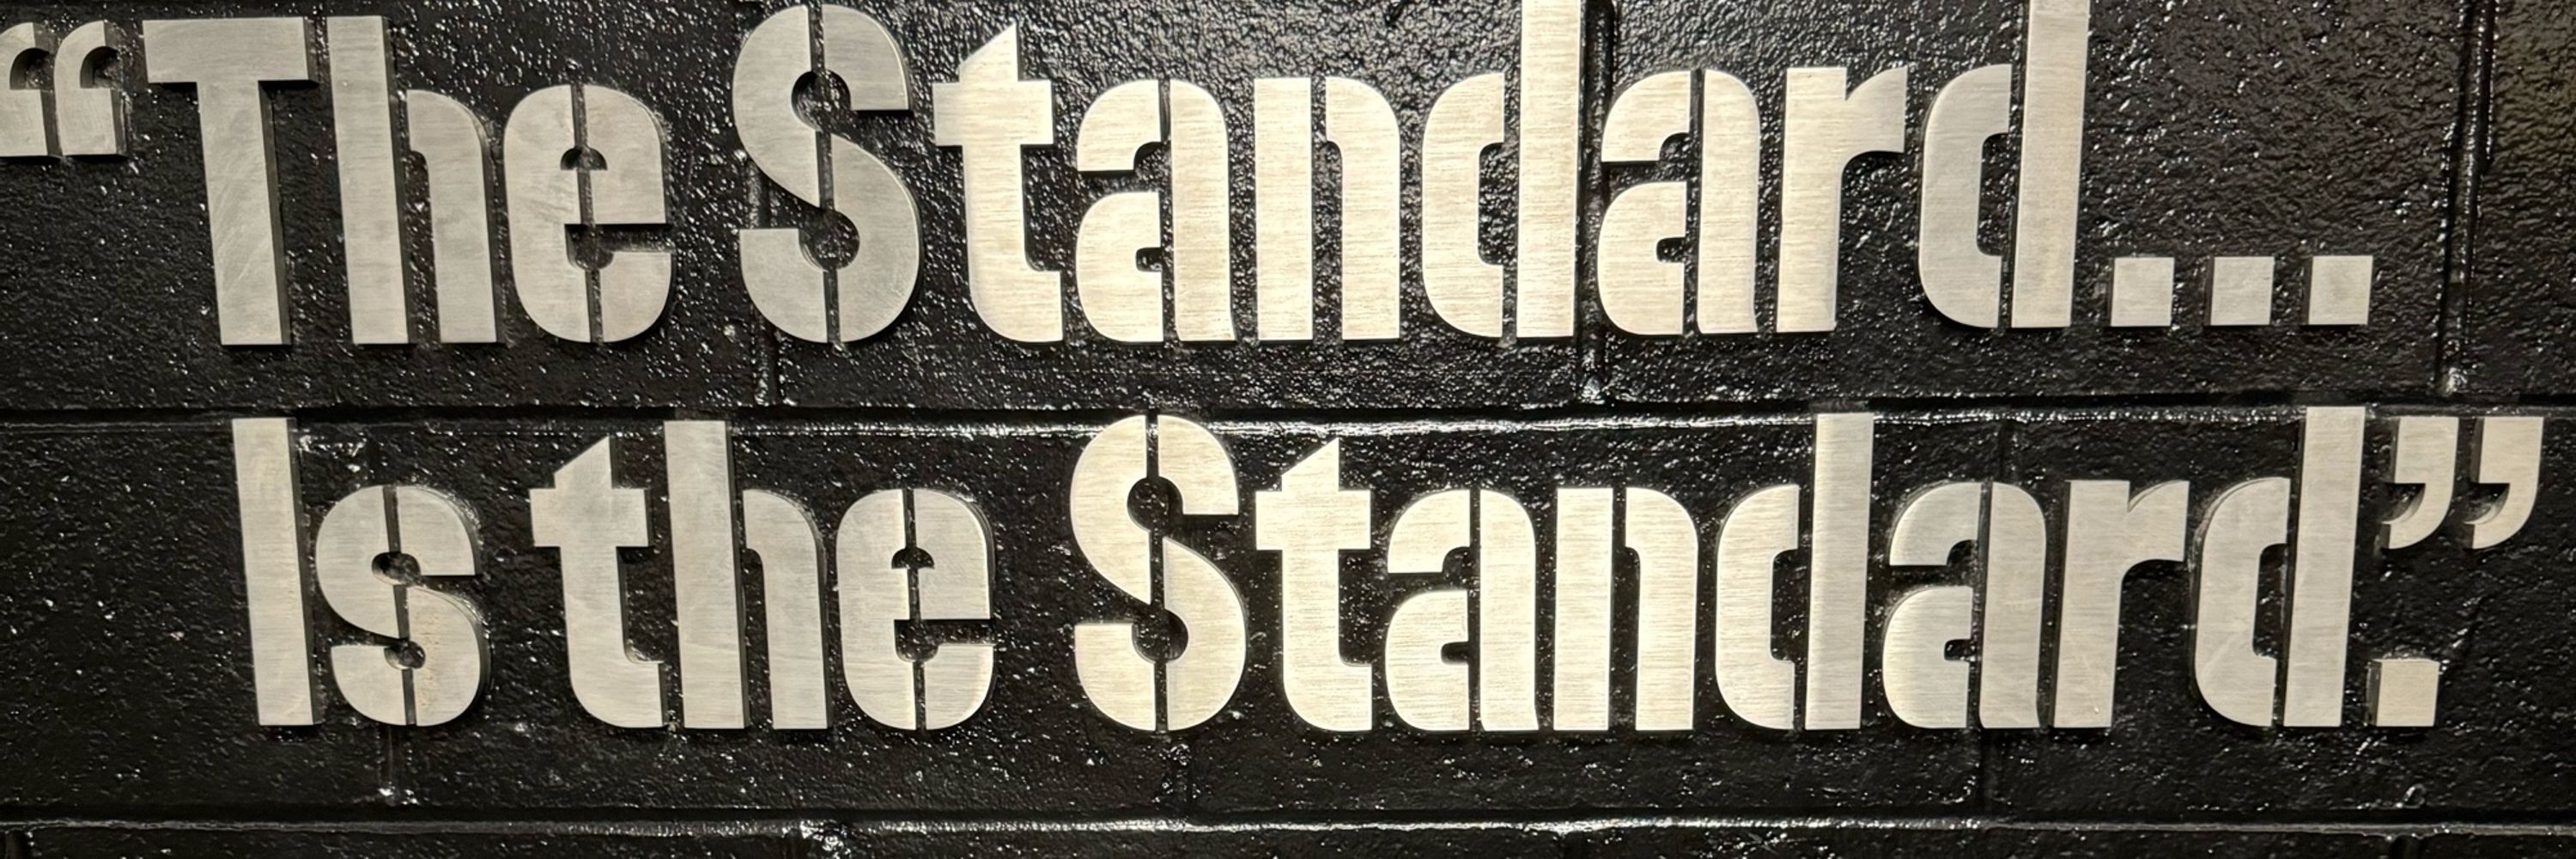 “The Standard...
Is the Standard.”